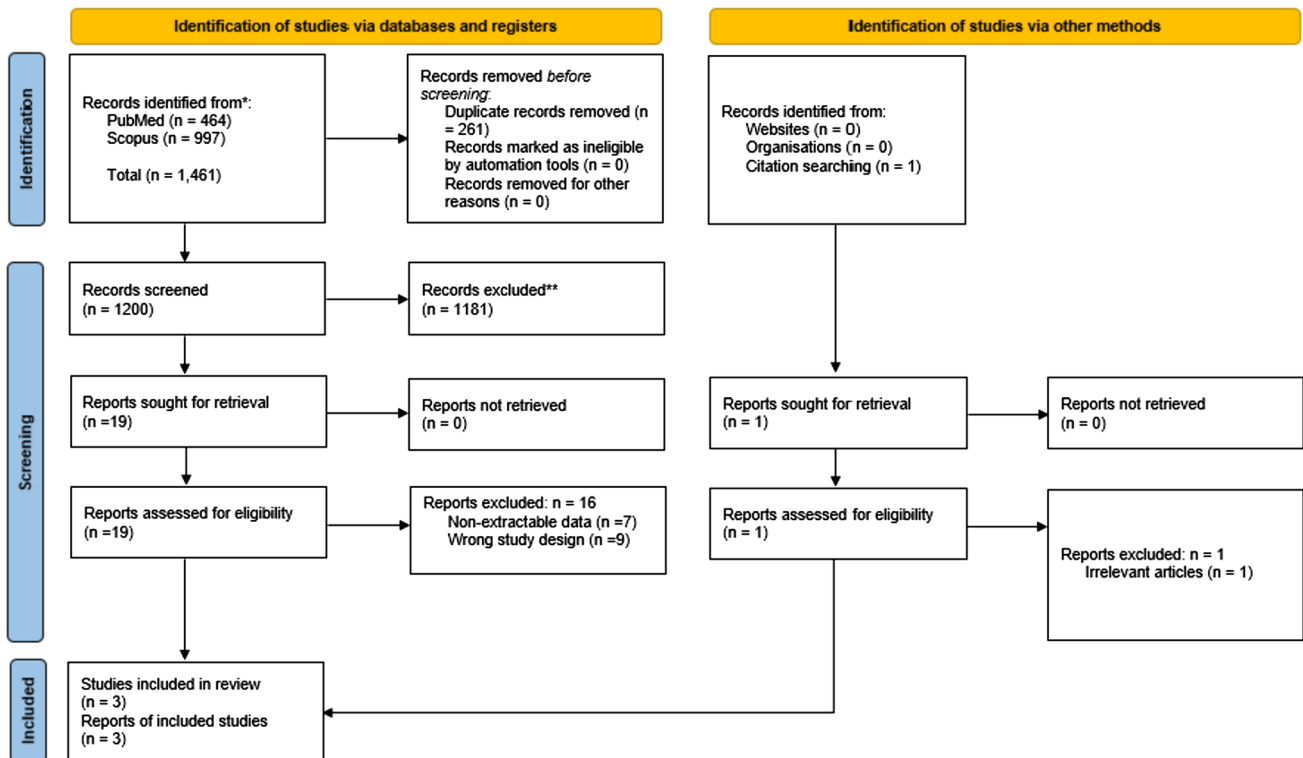 Identification of studies via databases and registers
Identification of studies via other methods
Identification
Records identified from*:
PubMed (n = 464)
Scopus (n = 997)
Total (n = 1,461)
Records removed before
screening:
Duplicate records removed (n
= 261)
Records marked as ineligible
by automation tools (n = 0)
Records removed for other
reasons (n = 0)
Records identified from:
Websites (n = 0)
Organisations (n = 0)
Citation searching (n = 1)
Screening
Records screened
(n = 1200)
Records excluded**
(n = 1181)
Reports sought for retrieval
(n =19)
Reports not retrieved
(n = 0)
Reports sought for retrieval
(n = 1)
Reports not retrieved
(n = 0)
Reports assessed for eligibility
(n =19)
Reports excluded: n = 16
Non-extractable data (n =7)
Wrong study design (n =9)
Reports assessed for eligibility
(n = 1)
Reports excluded: n = 1
Irrelevant articles (n = 1)
Included
Studies included in review
(n = 3)
Reports of included studies
(n = 3)